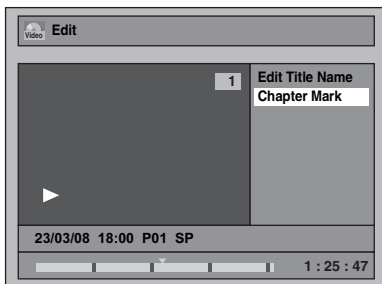 Video Edit
1
Edit Title Name
Chapter Mark
23/03/08 18:00 P01 SP
1 : 25 : 47